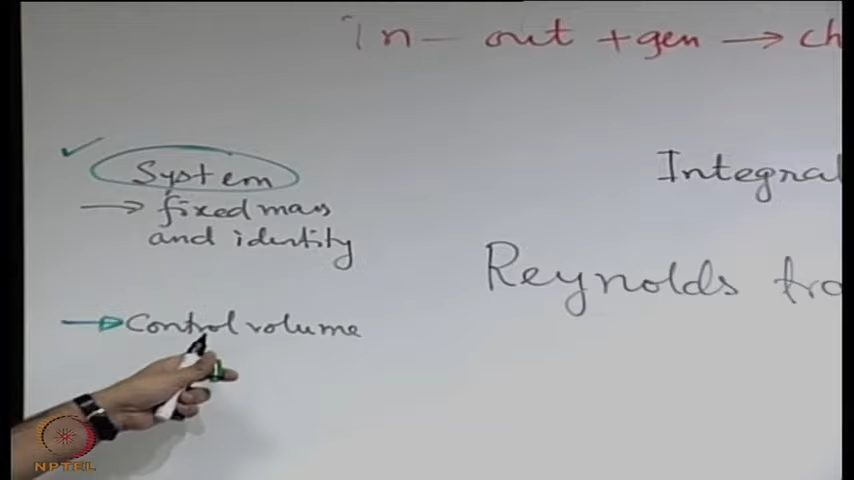 In - out + gen → ch
System
→ fixed mass
and identity
Integral
Reynolds tra
→ Control volume
NPTEL